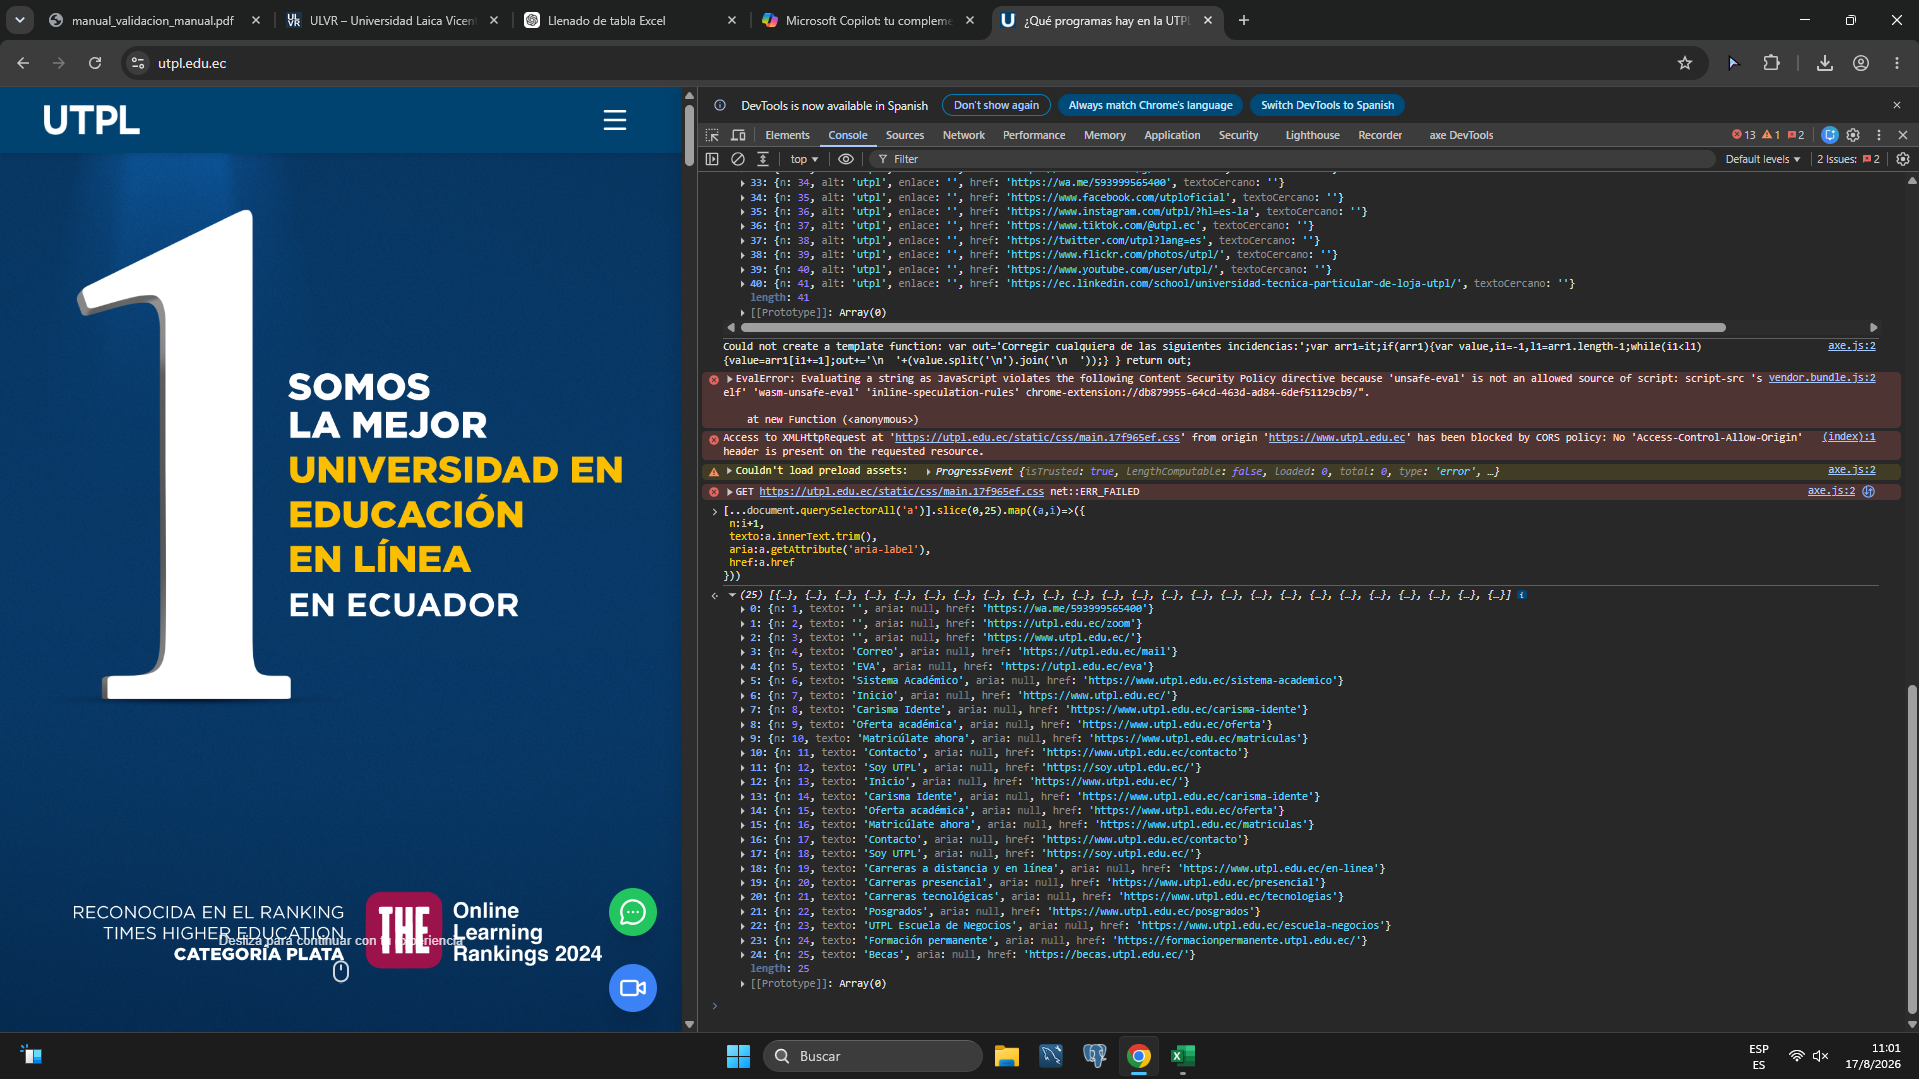 manual_validacion_manual.pdf
ULVR – Universidad Laica Vicen
Llenado de tabla Excel
Microsoft Copilot: tu compleme
¿Qué programas hay en la UTPL
utpl.edu.ec
UTPL
SOMOS
LA MEJOR
UNIVERSIDAD EN
EDUCACIÓN
EN LÍNEA
EN ECUADOR
RECONOCIDA EN EL RANKING
TIMES HIGHER EDUCATION
CATEGORÍA PLATA
Desliza para continuar con tu experiencia
THE
Online
Learning
Rankings 2024
DevTools is now available in Spanish Don't show again Always match Chrome's language Switch DevTools to Spanish
Elements Console Sources Network Performance Memory Application Security Lighthouse Recorder axe DevTools 13 1 2
top Filter Default levels 2 Issues: 2
33: {n: 34, alt: 'utpl', enlace: '', href: 'https://wa.me/593999565400', textoCercano: ''}
34: {n: 35, alt: 'utpl', enlace: '', href: 'https://www.facebook.com/utploficial', textoCercano: ''}
35: {n: 36, alt: 'utpl', enlace: '', href: 'https://www.instagram.com/utpl/?hl=es-la', textoCercano: ''}
36: {n: 37, alt: 'utpl', enlace: '', href: 'https://www.tiktok.com/@utpl.ec', textoCercano: ''}
37: {n: 38, alt: 'utpl', enlace: '', href: 'https://twitter.com/utpl?lang=es', textoCercano: ''}
38: {n: 39, alt: 'utpl', enlace: '', href: 'https://www.flickr.com/photos/utpl/', textoCercano: ''}
39: {n: 40, alt: 'utpl', enlace: '', href: 'https://www.youtube.com/user/utpl/', textoCercano: ''}
40: {n: 41, alt: 'utpl', enlace: '', href: 'https://ec.linkedin.com/school/universidad-tecnica-particular-de-loja-utpl/', textoCercano: ''}
length: 41
[[Prototype]]: Array(0)
Could not create a template function: var out='Corregir cualquiera de las siguientes incidencias:';var arr1=it;if(arr1){var value,i1=-1,l1=arr1.length-1;while(i1<l1) axe.js:2
{value=arr1[i1+=1];out+='\n  '+(value.split('\n').join('\n  '));} } return out;
EvalError: Evaluating a string as JavaScript violates the following Content Security Policy directive because 'unsafe-eval' is not an allowed source of script: script-src 's vendor.bundle.js:2
elf' 'wasm-unsafe-eval' 'inline-speculation-rules' chrome-extension://db879955-64cd-463d-ad84-6def51129cb9/".
at new Function (<anonymous>)
Access to XMLHttpRequest at 'https://utpl.edu.ec/static/css/main.17f965ef.css' from origin 'https://www.utpl.edu.ec' has been blocked by CORS policy: No 'Access-Control-Allow-Origin' (index):1
header is present on the requested resource.
Couldn't load preload assets: ProgressEvent {isTrusted: true, lengthComputable: false, loaded: 0, total: 0, type: 'error', …} axe.js:2
GET https://utpl.edu.ec/static/css/main.17f965ef.css net::ERR_FAILED axe.js:2
[...document.querySelectorAll('a')].slice(0,25).map((a,i)=>({
n:i+1,
texto:a.innerText.trim(),
aria:a.getAttribute('aria-label'),
href:a.href
}))
(25) [{…}, {…}, {…}, {…}, {…}, {…}, {…}, {…}, {…}, {…}, {…}, {…}, {…}, {…}, {…}, {…}, {…}, {…}, {…}, {…}, {…}, {…}, {…}, {…}, {…}]
0: {n: 1, texto: '', aria: null, href: 'https://wa.me/593999565400'}
1: {n: 2, texto: '', aria: null, href: 'https://utpl.edu.ec/zoom'}
2: {n: 3, texto: '', aria: null, href: 'https://www.utpl.edu.ec/'}
3: {n: 4, texto: 'Correo', aria: null, href: 'https://utpl.edu.ec/mail'}
4: {n: 5, texto: 'EVA', aria: null, href: 'https://utpl.edu.ec/eva'}
5: {n: 6, texto: 'Sistema Académico', aria: null, href: 'https://www.utpl.edu.ec/sistema-academico'}
6: {n: 7, texto: 'Inicio', aria: null, href: 'https://www.utpl.edu.ec/'}
7: {n: 8, texto: 'Carisma Idente', aria: null, href: 'https://www.utpl.edu.ec/carisma-idente'}
8: {n: 9, texto: 'Oferta académica', aria: null, href: 'https://www.utpl.edu.ec/oferta'}
9: {n: 10, texto: 'Matricúlate ahora', aria: null, href: 'https://www.utpl.edu.ec/matriculas'}
10: {n: 11, texto: 'Contacto', aria: null, href: 'https://www.utpl.edu.ec/contacto'}
11: {n: 12, texto: 'Soy UTPL', aria: null, href: 'https://soy.utpl.edu.ec/'}
12: {n: 13, texto: 'Inicio', aria: null, href: 'https://www.utpl.edu.ec/'}
13: {n: 14, texto: 'Carisma Idente', aria: null, href: 'https://www.utpl.edu.ec/carisma-idente'}
14: {n: 15, texto: 'Oferta académica', aria: null, href: 'https://www.utpl.edu.ec/oferta'}
15: {n: 16, texto: 'Matricúlate ahora', aria: null, href: 'https://www.utpl.edu.ec/matriculas'}
16: {n: 17, texto: 'Contacto', aria: null, href: 'https://www.utpl.edu.ec/contacto'}
17: {n: 18, texto: 'Soy UTPL', aria: null, href: 'https://soy.utpl.edu.ec/'}
18: {n: 19, texto: 'Carreras a distancia y en línea', aria: null, href: 'https://www.utpl.edu.ec/en-linea'}
19: {n: 20, texto: 'Carreras presencial', aria: null, href: 'https://www.utpl.edu.ec/presencial'}
20: {n: 21, texto: 'Carreras tecnológicas', aria: null, href: 'https://www.utpl.edu.ec/tecnologias'}
21: {n: 22, texto: 'Posgrados', aria: null, href: 'https://www.utpl.edu.ec/posgrados'}
22: {n: 23, texto: 'UTPL Escuela de Negocios', aria: null, href: 'https://www.utpl.edu.ec/escuela-negocios'}
23: {n: 24, texto: 'Formación permanente', aria: null, href: 'https://formacionpermanente.utpl.edu.ec/'}
24: {n: 25, texto: 'Becas', aria: null, href: 'https://becas.utpl.edu.ec/'}
length: 25
[[Prototype]]: Array(0)
Buscar
ESP
ES
11:01
17/8/2026